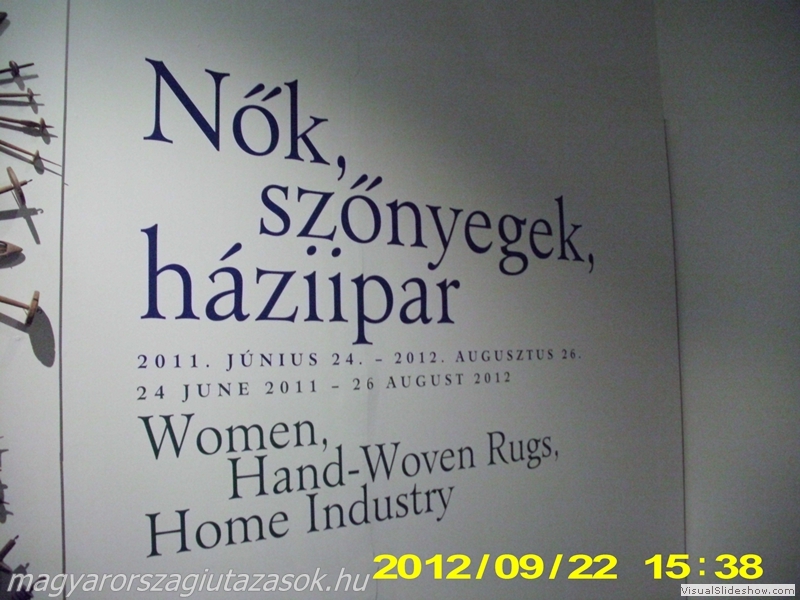 Nők,
szőnyegek,
háziipar
2011. JÚNIUS 24. – 2012. AUGUSZTUS 26.
24 JUNE 2011 – 26 AUGUST 2012
Women,
Hand-Woven Rugs,
Home Industry
2012/09/22 15:38
magyarorszagiutazasok.hu
VisualSlideshow.com